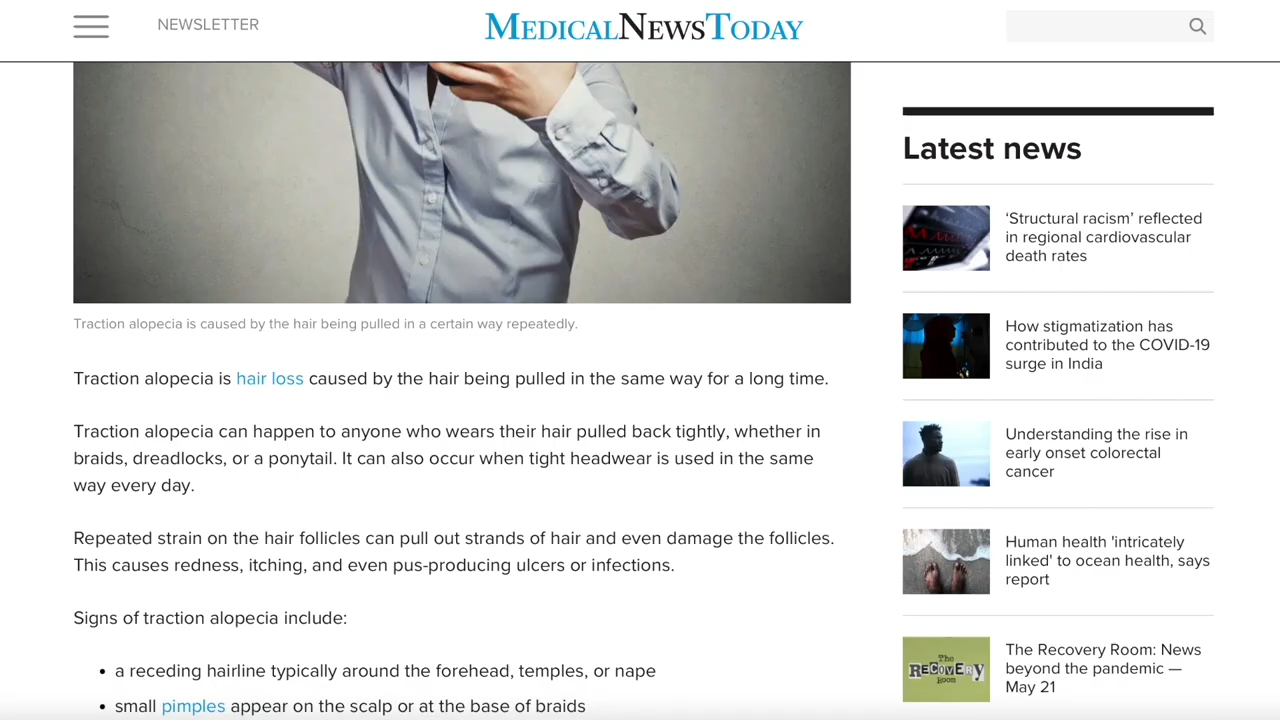 NEWSLETTER
MEDICALNEWSTODAY
Traction alopecia is caused by the hair being pulled in a certain way repeatedly.
Traction alopecia is hair loss caused by the hair being pulled in the same way for a long time.
Traction alopecia can happen to anyone who wears their hair pulled back tightly, whether in
braids, dreadlocks, or a ponytail. It can also occur when tight headwear is used in the same
way every day.
Repeated strain on the hair follicles can pull out strands of hair and even damage the follicles.
This causes redness, itching, and even pus-producing ulcers or infections.
Signs of traction alopecia include:
• a receding hairline typically around the forehead, temples, or nape
• small pimples appear on the scalp or at the base of braids
Latest news
‘Structural racism’ reflected
in regional cardiovascular
death rates
How stigmatization has
contributed to the COVID-19
surge in India
Understanding the rise in
early onset colorectal
cancer
Human health 'intricately
linked' to ocean health, says
report
The
RECOVERY
Room
The Recovery Room: News
beyond the pandemic —
May 21